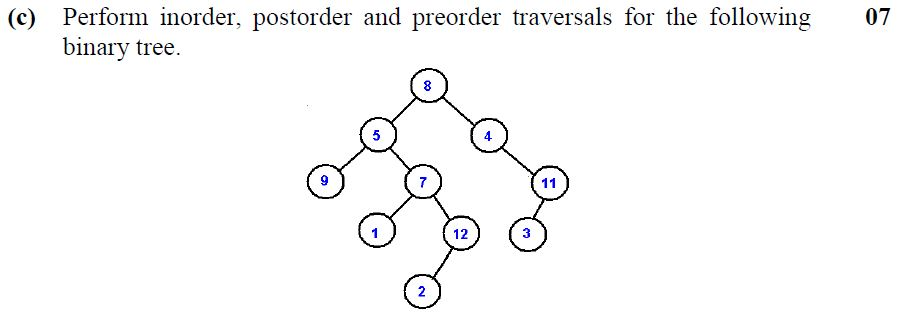 (c) Perform inorder, postorder and preorder traversals for the following 07
binary tree.
8
5 4
9 7 11
1 12 3
2